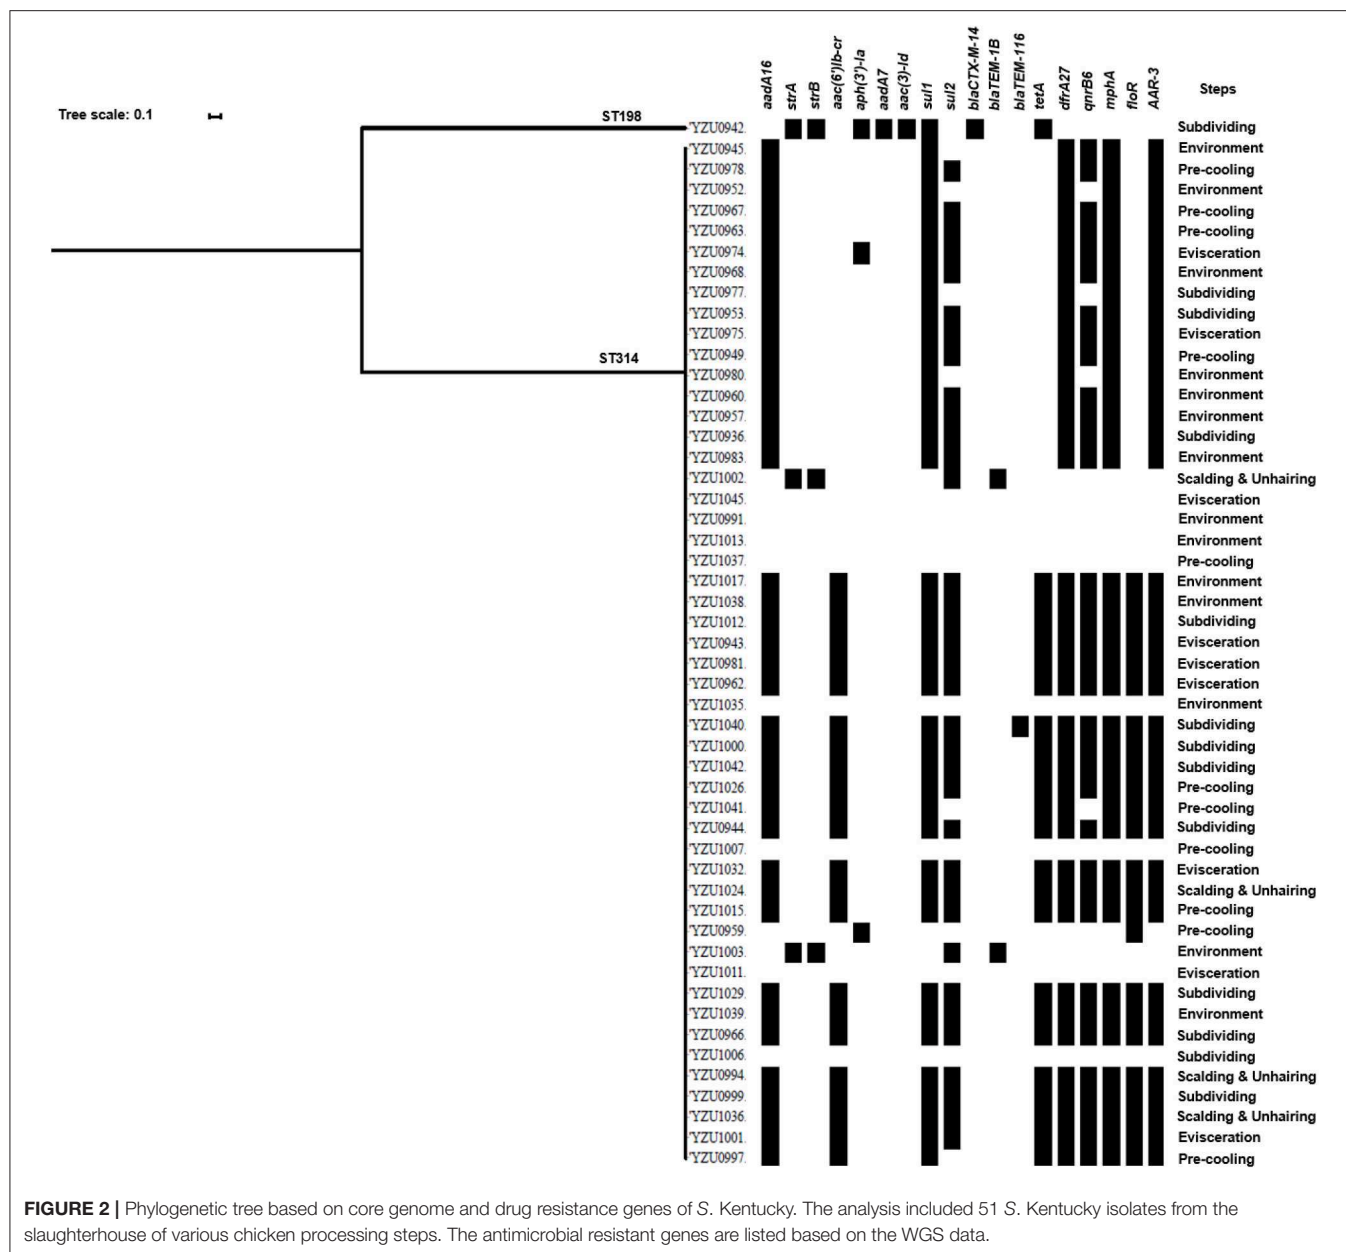 aadA16 strA strB aac(6')Ib-cr aph(3')-Ia aadA7 aac(3)-Id sul1 sul2 blaCTX-M-14 blaTEM-1B blaTEM-116 tetA dfrA27 qnrB6 mphA floR AAR-3 Steps
Tree scale: 0.1
ST198
'YZU0942. Subdividing
'YZU0945. Environment
'YZU0978. Pre-cooling
'YZU0952. Environment
'YZU0967. Pre-cooling
'YZU0963. Pre-cooling
'YZU0974. Evisceration
'YZU0968. Environment
'YZU0977. Subdividing
'YZU0953. Subdividing
'YZU0975. Evisceration
ST314
'YZU0949. Pre-cooling
'YZU0980. Environment
'YZU0960. Environment
'YZU0957. Environment
'YZU0936. Subdividing
'YZU0983. Environment
'YZU1002. Scalding & Unhairing
'YZU1045. Evisceration
'YZU0991. Environment
'YZU1013. Environment
'YZU1037. Pre-cooling
'YZU1017. Environment
'YZU1038. Environment
'YZU1012. Subdividing
'YZU0943. Evisceration
'YZU0981. Evisceration
'YZU0962. Evisceration
'YZU1035. Environment
'YZU1040. Subdividing
'YZU1000. Subdividing
'YZU1042. Subdividing
'YZU1026. Pre-cooling
'YZU1041. Pre-cooling
'YZU0944. Subdividing
'YZU1007. Pre-cooling
'YZU1032. Evisceration
'YZU1024. Scalding & Unhairing
'YZU1015. Pre-cooling
'YZU0959. Pre-cooling
'YZU1003. Environment
'YZU1011. Evisceration
'YZU1029. Subdividing
'YZU1039. Environment
'YZU0966. Subdividing
'YZU1006. Subdividing
'YZU0994. Scalding & Unhairing
'YZU0999. Subdividing
'YZU1036. Scalding & Unhairing
'YZU1001. Evisceration
'YZU0997. Pre-cooling
FIGURE 2 | Phylogenetic tree based on core genome and drug resistance genes of S. Kentucky. The analysis included 51 S. Kentucky isolates from the
slaughterhouse of various chicken processing steps. The antimicrobial resistant genes are listed based on the WGS data.